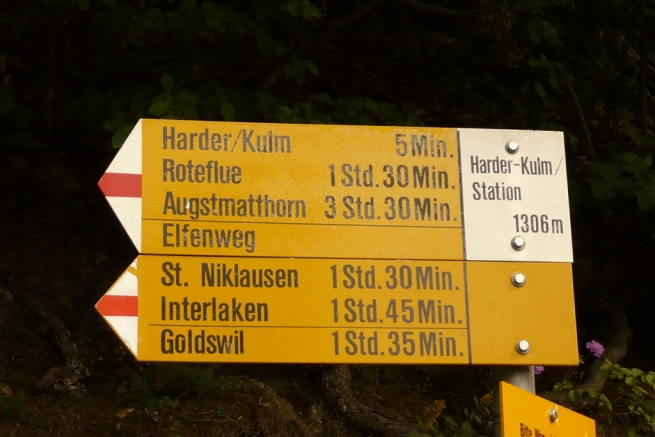 Harder/Kulm 5 Min.
Roteflue 1 Std. 30 Min.
Augstmatthorn 3 Std. 30 Min.
Elfenweg
Harder-Kulm/
Station
1306 m
St. Niklausen 1 Std. 30 Min.
Interlaken 1 Std. 45 Min.
Goldswil 1 Std. 35 Min.
Bitte